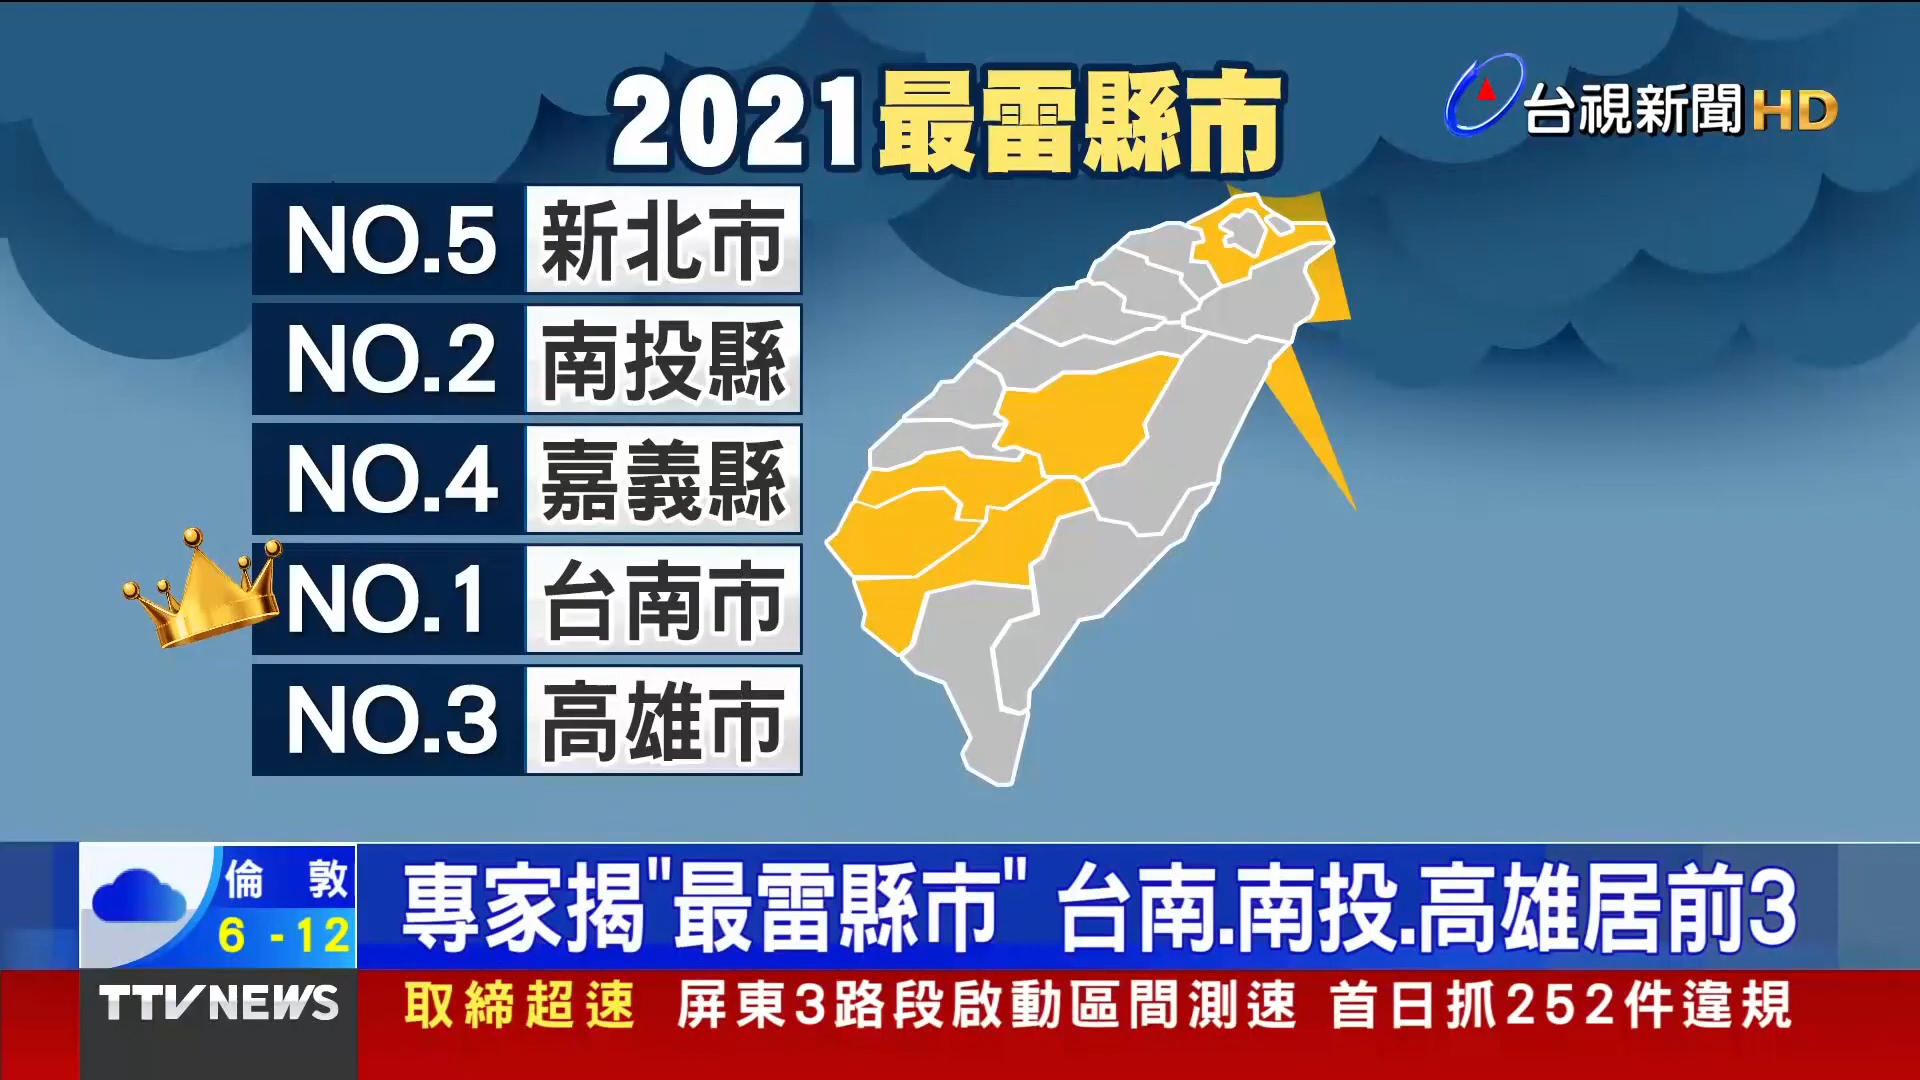 2021最雷縣市
台視新聞HD
NO.5 新北市
NO.2 南投縣
NO.4 嘉義縣
NO.1 台南市
NO.3 高雄市
倫 敦
6 -12
專家揭"最雷縣市" 台南.南投.高雄居前3
TTV NEWS
取締超速 屏東3路段啟動區間測速 首日抓252件違規